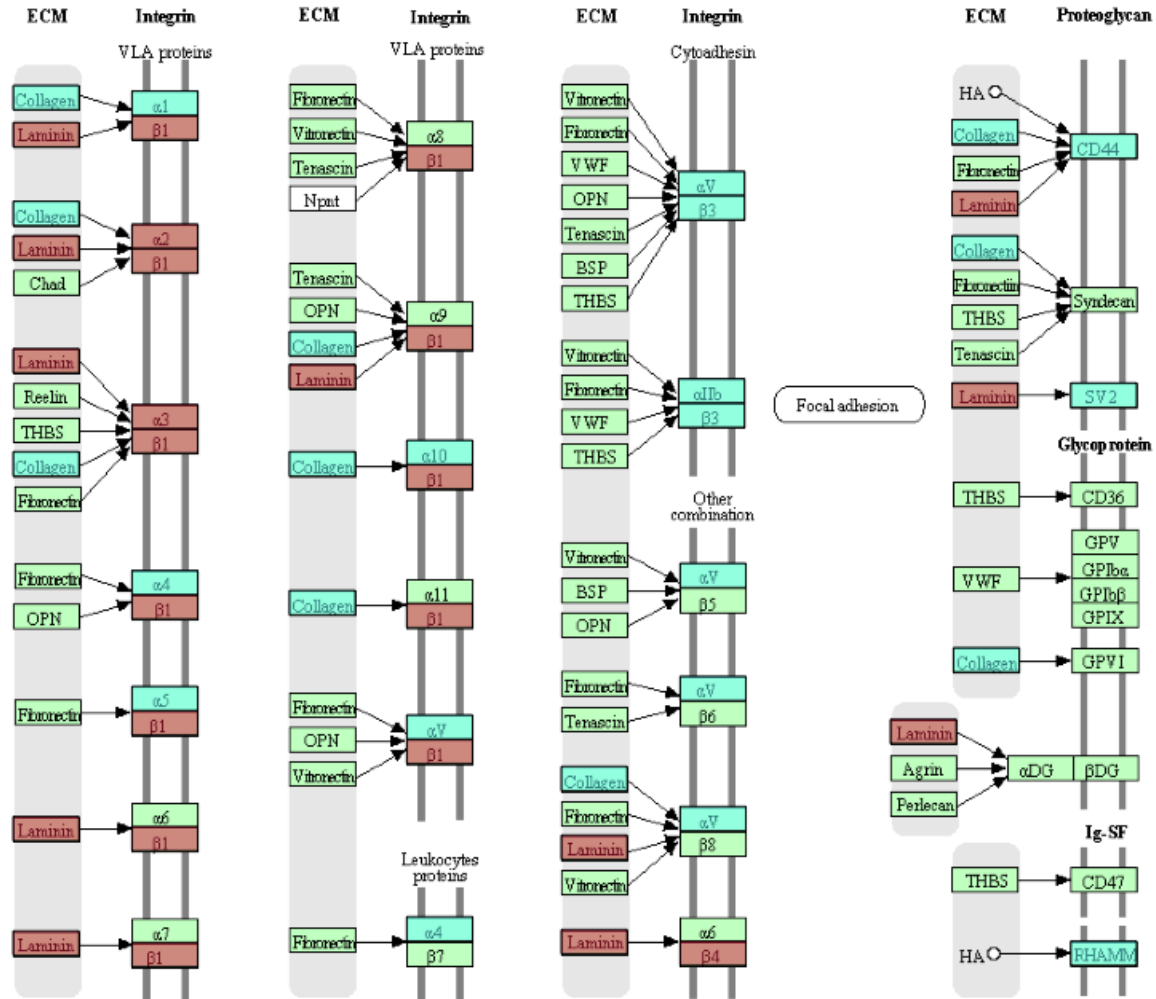 ECM Integrin
VLA proteins
Collagen
Laminin
α1
β1
Collagen
Laminin
Chad
α2
β1
Laminin
Reelin
THBS
Collagen
Fibronectin
α3
β1
Fibronectin
OPN
α4
β1
Fibronectin
α5
β1
Laminin
α6
β1
Laminin
α7
β1
ECM Integrin
VLA proteins
Fibronectin
Vitronectin
Tenascin
Npnt
α8
β1
Tenascin
OPN
Collagen
Laminin
α9
β1
Collagen
α10
β1
Collagen
α11
β1
Fibronectin
OPN
Vitronectin
αV
β1
Leukocytes
proteins
Fibronectin
α4
β7
ECM Integrin
Cytoadhesin
Vitronectin
Fibronectin
VWF
OPN
Tenascin
BSP
THBS
αV
β3
Vitronectin
Fibronectin
VWF
THBS
αIIb
β3
Other
combination
Vitronectin
BSP
OPN
αV
β5
Fibronectin
Tenascin
αV
β6
Collagen
Fibronectin
Laminin
Vitronectin
αV
β8
Laminin
α6
β4
Focal adhesion
ECM Proteoglycan
HA
Collagen
Fibronectin
Laminin
CD44
Collagen
Fibronectiin
THBS
Tenascin
Syndecan
Laminin
SV2
Glycoprotein
THBS
CD36
VWF
GPV
GPIbα
GPIbβ
GPIX
Collagen
GPVI
Laminin
Agrin
Perlecan
αDG
βDG
Ig-SF
THBS
CD47
HA
RHAMM